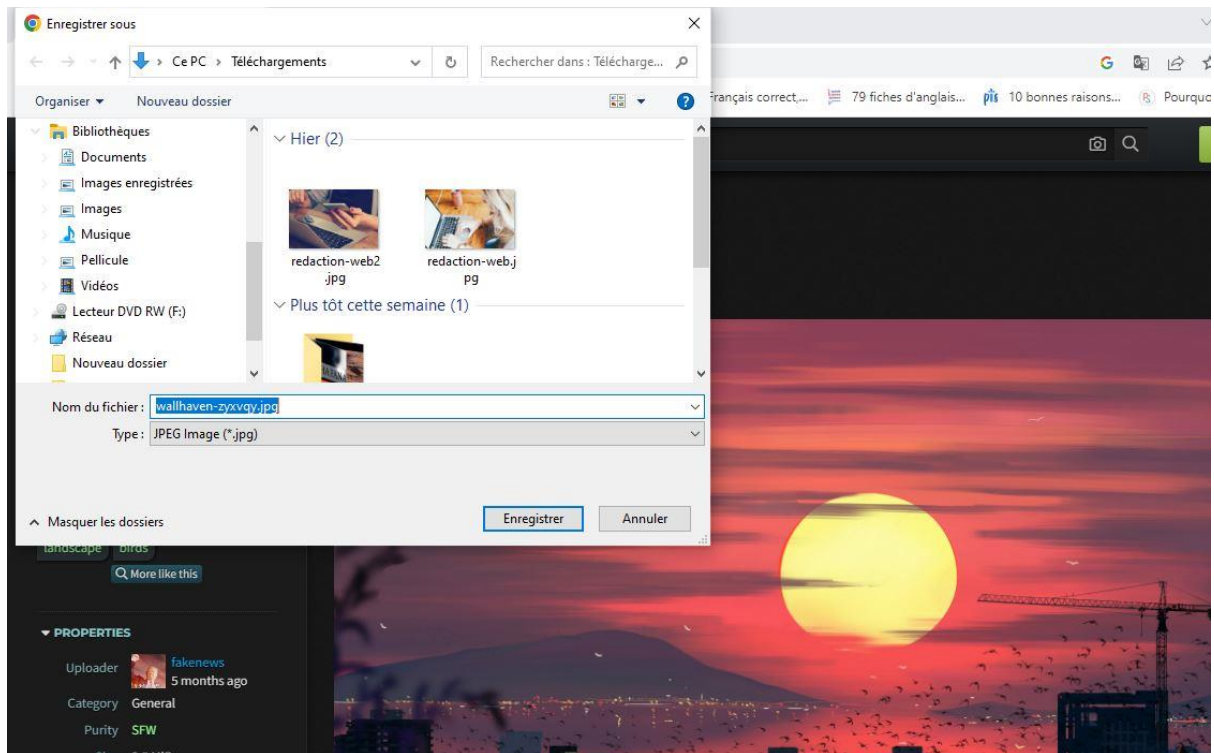 Enregistrer sous
Ce PC › Téléchargements
Rechercher dans : Télécharge...
Organiser
Nouveau dossier
Français correct,...
79 fiches d'anglais...
pis
10 bonnes raisons...
Pourquo
Bibliothèques
Documents
Images enregistrées
Images
Musique
Pellicule
Vidéos
Lecteur DVD RW (F:)
Réseau
Nouveau dossier
Hier (2)
redaction-web2
.jpg
redaction-web.j
pg
Plus tôt cette semaine (1)
Nom du fichier :
wallhaven-zyxvqy.jpg
Type :
JPEG Image (*.jpg)
Masquer les dossiers
Enregistrer
Annuler
landscape
birds
More like this
PROPERTIES
Uploader
fakenews
5 months ago
Category
General
Purity
SFW